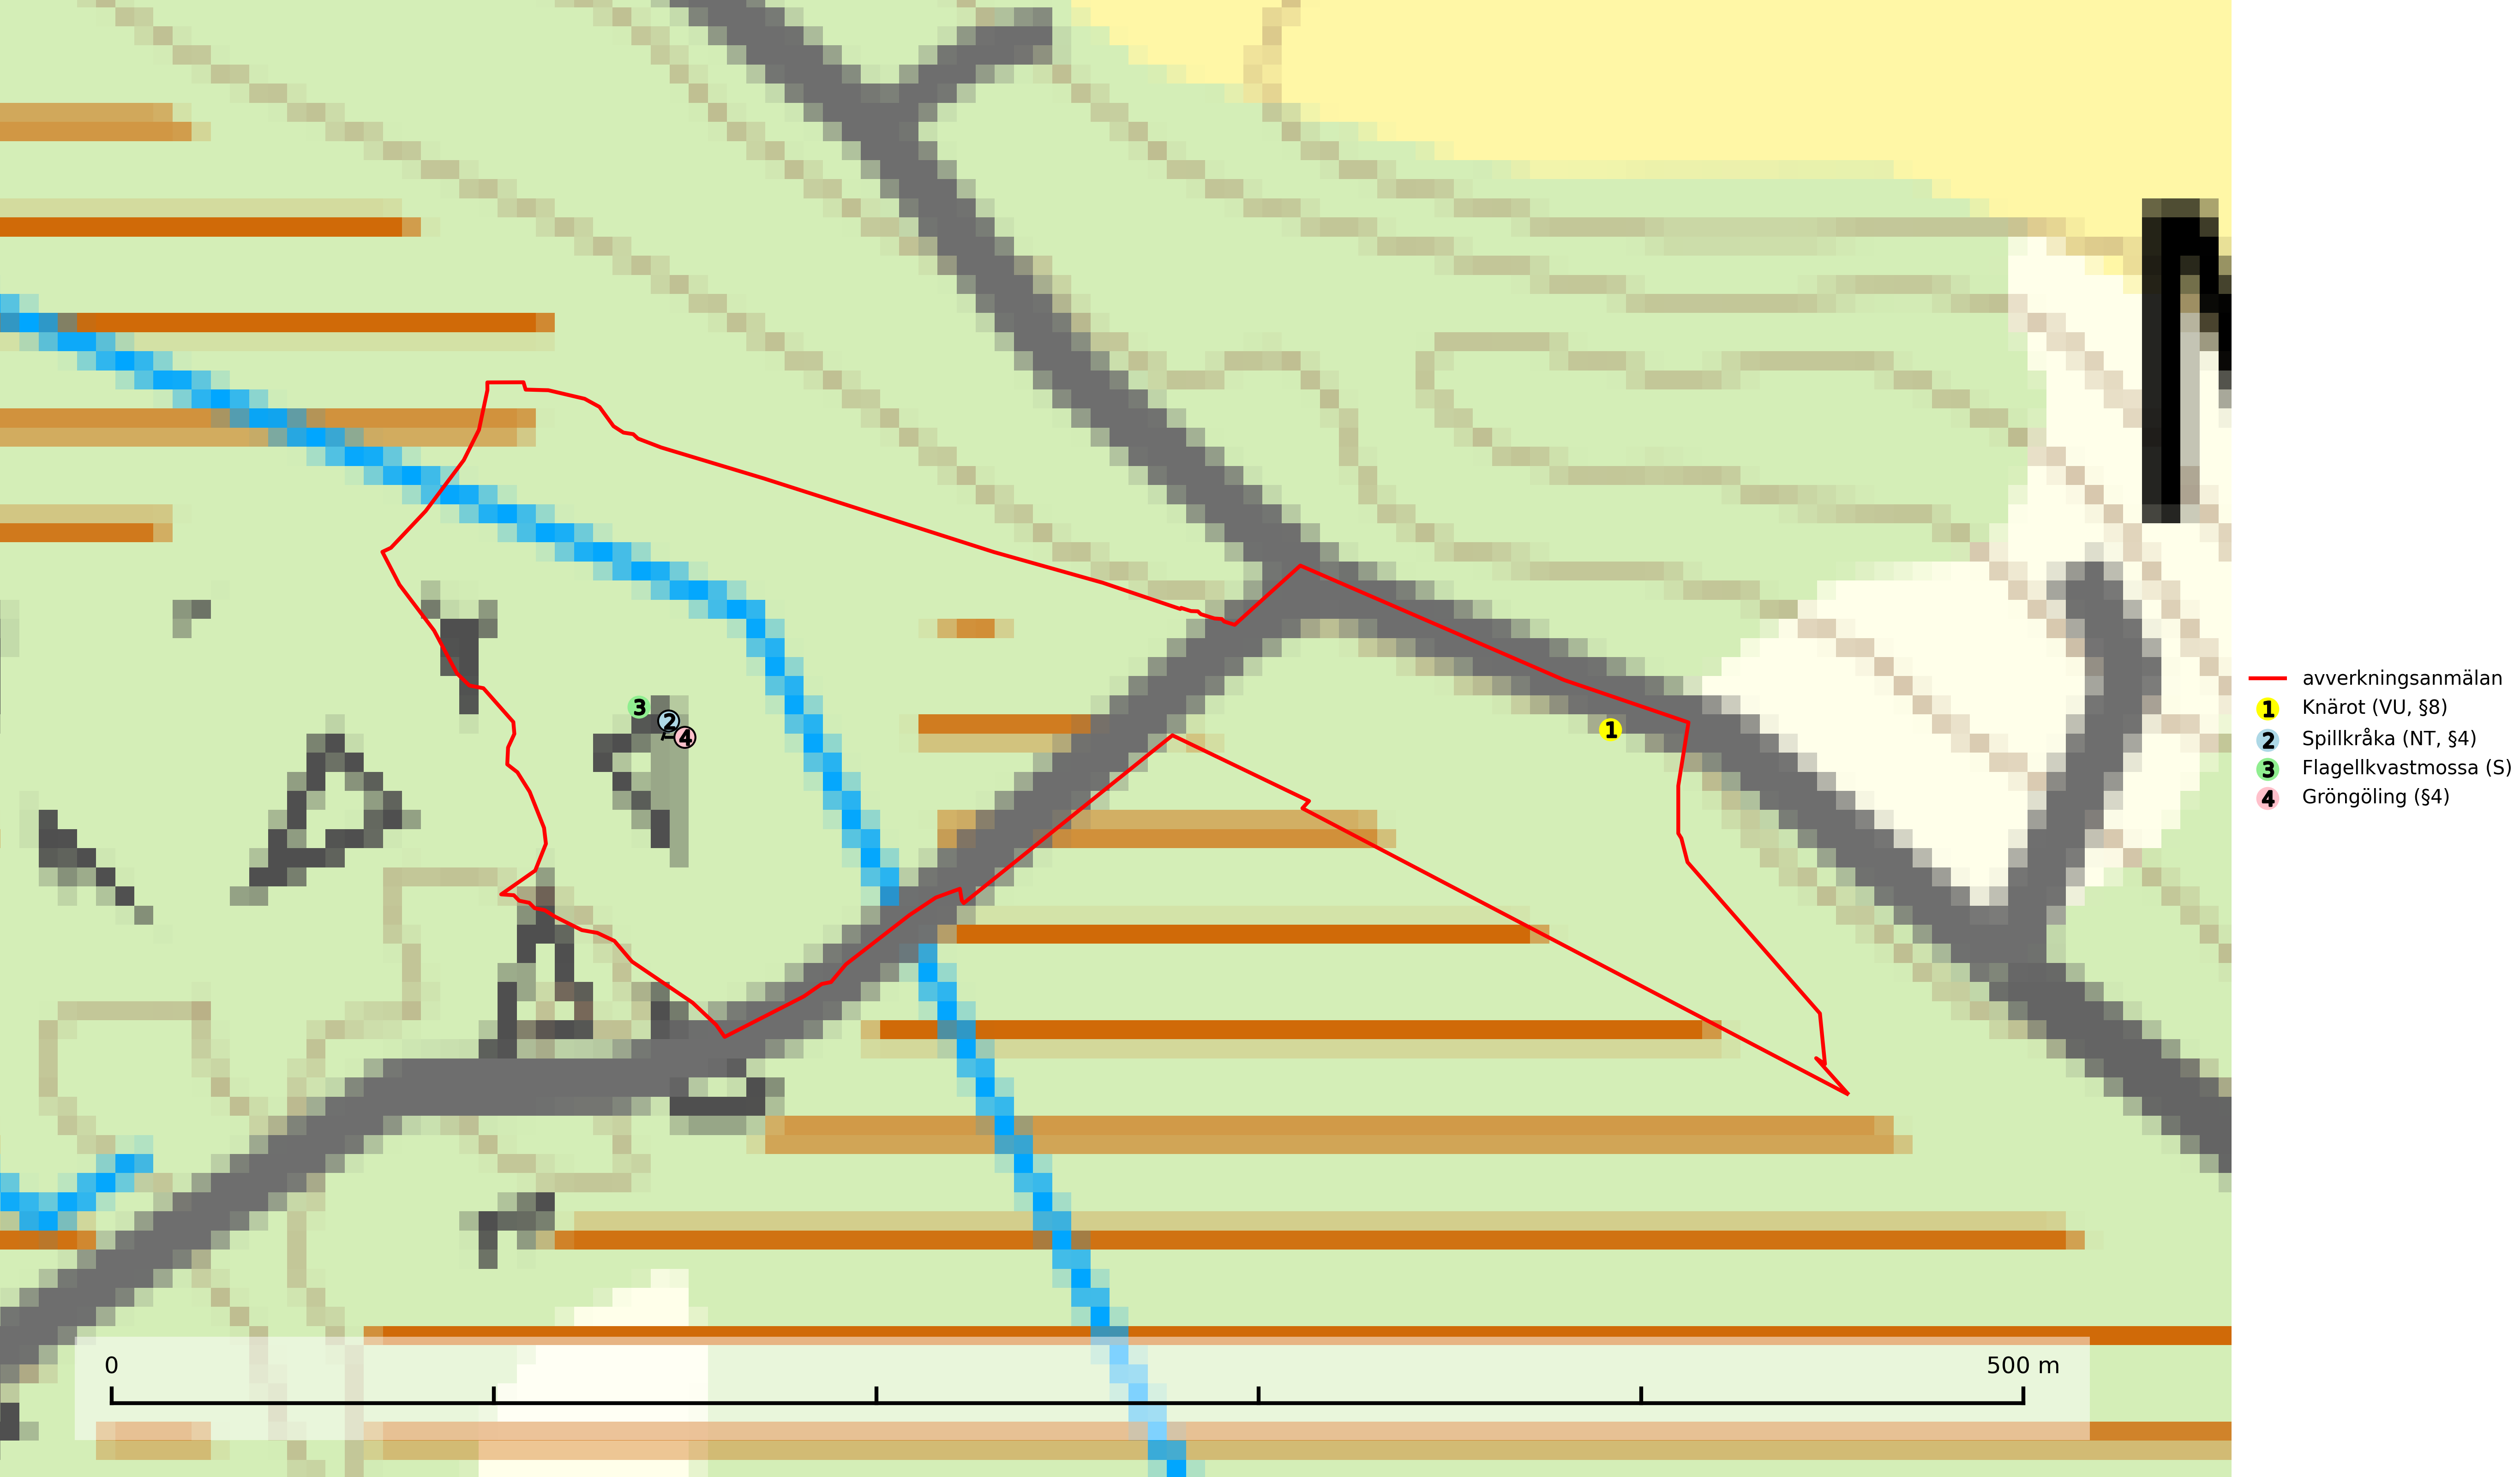 3
2
4
1
avverkningsanmälan
1 Knärot (VU, §8)
2 Spillkråka (NT, §4)
3 Flagellkvastmossa (S)
4 Gröngöling (§4)
0 500 m